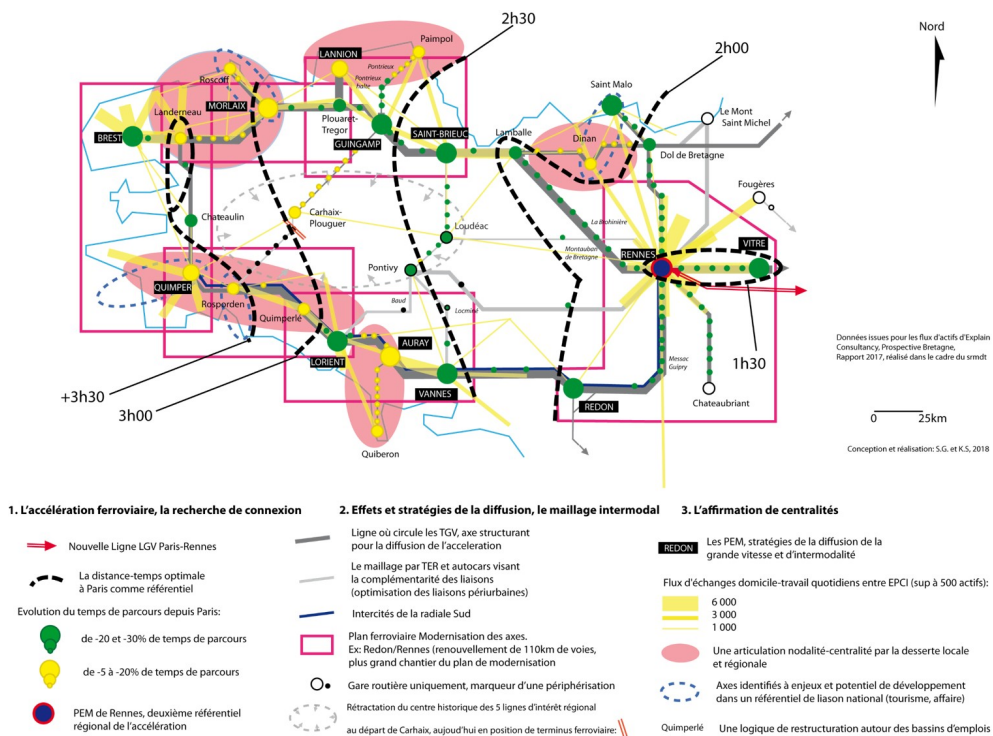 2h30
Nord
Paimpol
LANNION
2h00
Pontrieux
Pontrieux
halte
Roscoff
Saint Malo
MORLAIX
Landerneau
Plouaret-
Tregor
Le Mont
Saint Michel
BREST
GUINGAMP
SAINT-BRIEUC
Lamballe
Dinan
Dol de Bretagne
Fougères
Carhaix-
Plouguer
Chateaulin
Loudéac
La Brohinière
Montauban
de Bretagne
RENNES
VITRE
Pontivy
QUIMPER
Rosporden
Baud
Locminé
Quimperlé
AURAY
LORIENT
VANNES
Messac
Guipry
REDON
1h30
Chateaubriant
+3h30
3h00
Quiberon
Données issues pour les flux d'actifs d'Explain
Consultancy, Prospective Bretagne,
Rapport 2017, réalisé dans le cadre du srmdt
0 25km
Conception et réalisation: S.G. et K.S, 2018
1. L'accélération ferroviaire, la recherche de connexion
Nouvelle Ligne LGV Paris-Rennes
La distance-temps optimale
à Paris comme référentiel
Evolution du temps de parcours depuis Paris:
de -20 et -30% de temps de parcours
de -5 à -20% de temps de parcours
PEM de Rennes, deuxième référentiel
régional de l'accélération
2. Effets et stratégies de la diffusion, le maillage intermodal
Ligne où circule les TGV, axe structurant
pour la diffusion de l'acceleration
Le maillage par TER et autocars visant
la complémentarité des liaisons
(optimisation des liaisons périurbaines)
Intercités de la radiale Sud
Plan ferroviaire Modernisation des axes.
Ex: Redon/Rennes (renouvellement de 110km de voies,
plus grand chantier du plan de modernisation
Gare routière uniquement, marqueur d'une périphérisation
Rétractation du centre historique des 5 lignes d'intérêt régional
au départ de Carhaix, aujourd'hui en position de terminus ferroviaire:
3. L'affirmation de centralités
REDON
Les PEM, stratégies de la diffusion de la
grande vitesse et d'intermodalité
Flux d'échanges domicile-travail quotidiens entre EPCI (sup à 500 actifs):
6 000
3 000
1 000
Une articulation nodalité-centralité par la desserte locale
et régionale
Axes identifiés à enjeux et potentiel de développement
dans un référentiel de liason national (tourisme, affaire)
Quimperlé Une logique de restructuration autour des bassins d'emplois